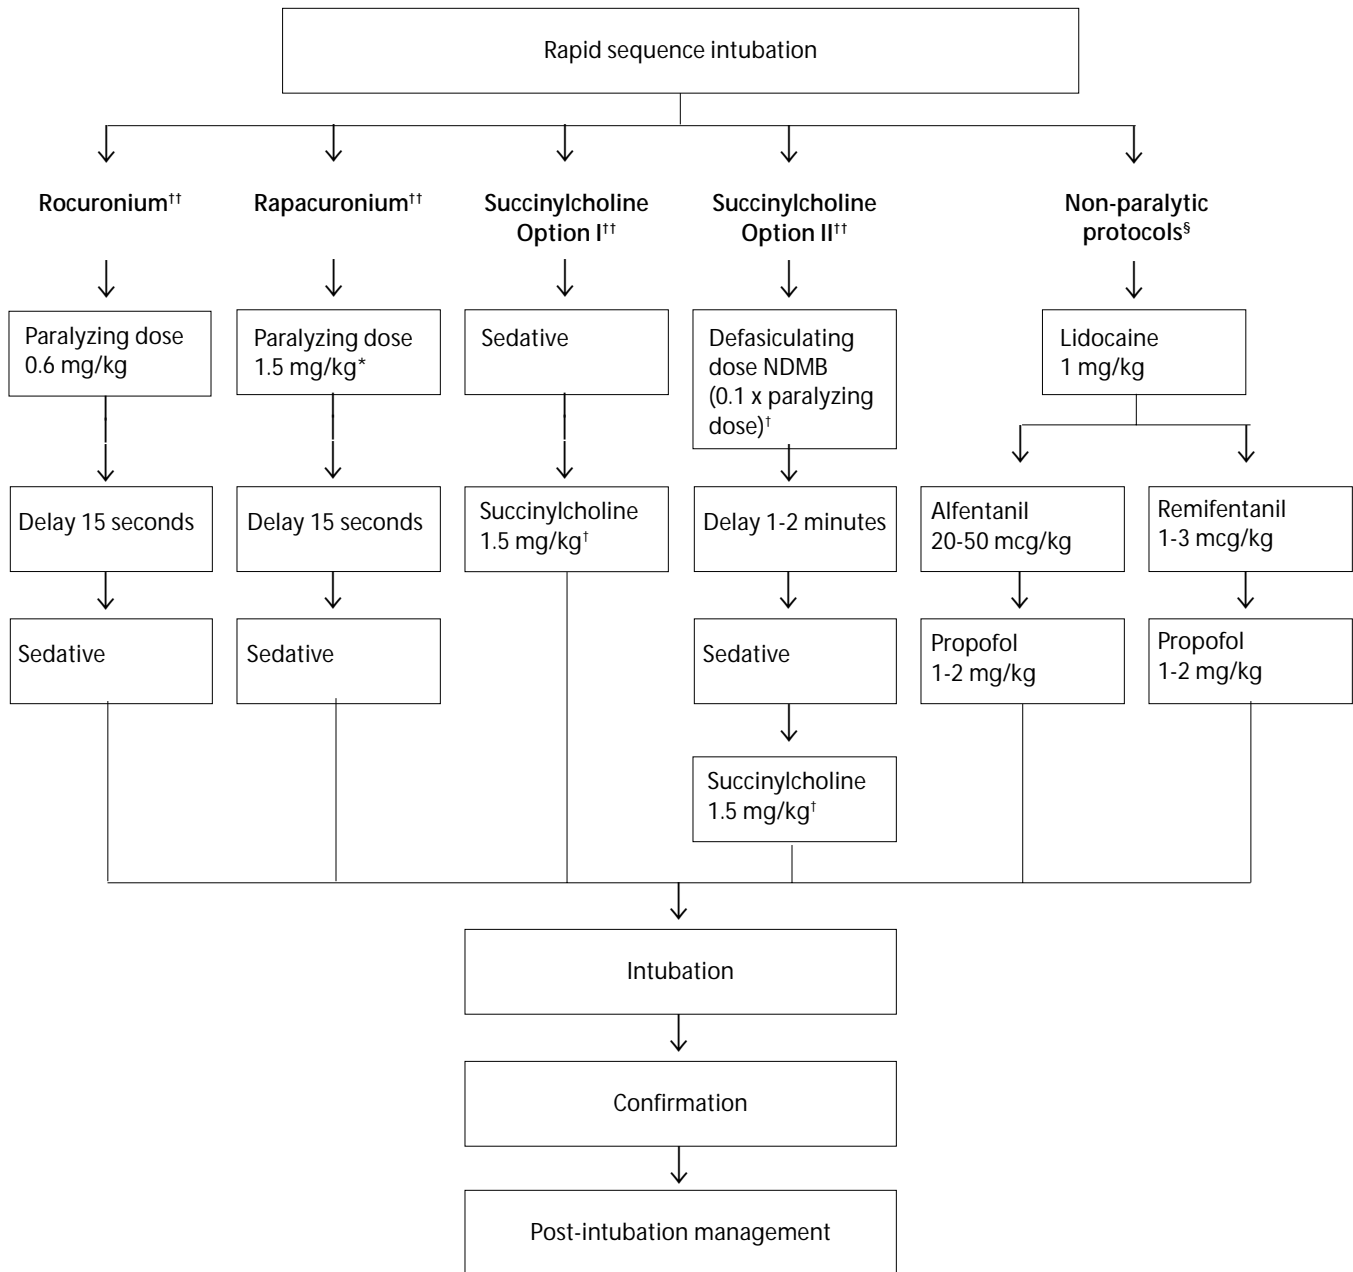 Rapid sequence intubation
Rocuronium††
Rapacuronium††
Succinylcholine
Option I††
Succinylcholine
Option II††
Non-paralytic
protocols§
Paralyzing dose
0.6 mg/kg
Paralyzing dose
1.5 mg/kg*
Sedative
Defasiculating
dose NDMB
(0.1 x paralyzing
dose)†
Lidocaine
1 mg/kg
Delay 15 seconds
Delay 15 seconds
Succinylcholine
1.5 mg/kg†
Delay 1-2 minutes
Alfentanil
20-50 mcg/kg
Remifentanil
1-3 mcg/kg
Sedative
Sedative
Sedative
Propofol
1-2 mg/kg
Propofol
1-2 mg/kg
Succinylcholine
1.5 mg/kg†
Intubation
Confirmation
Post-intubation management